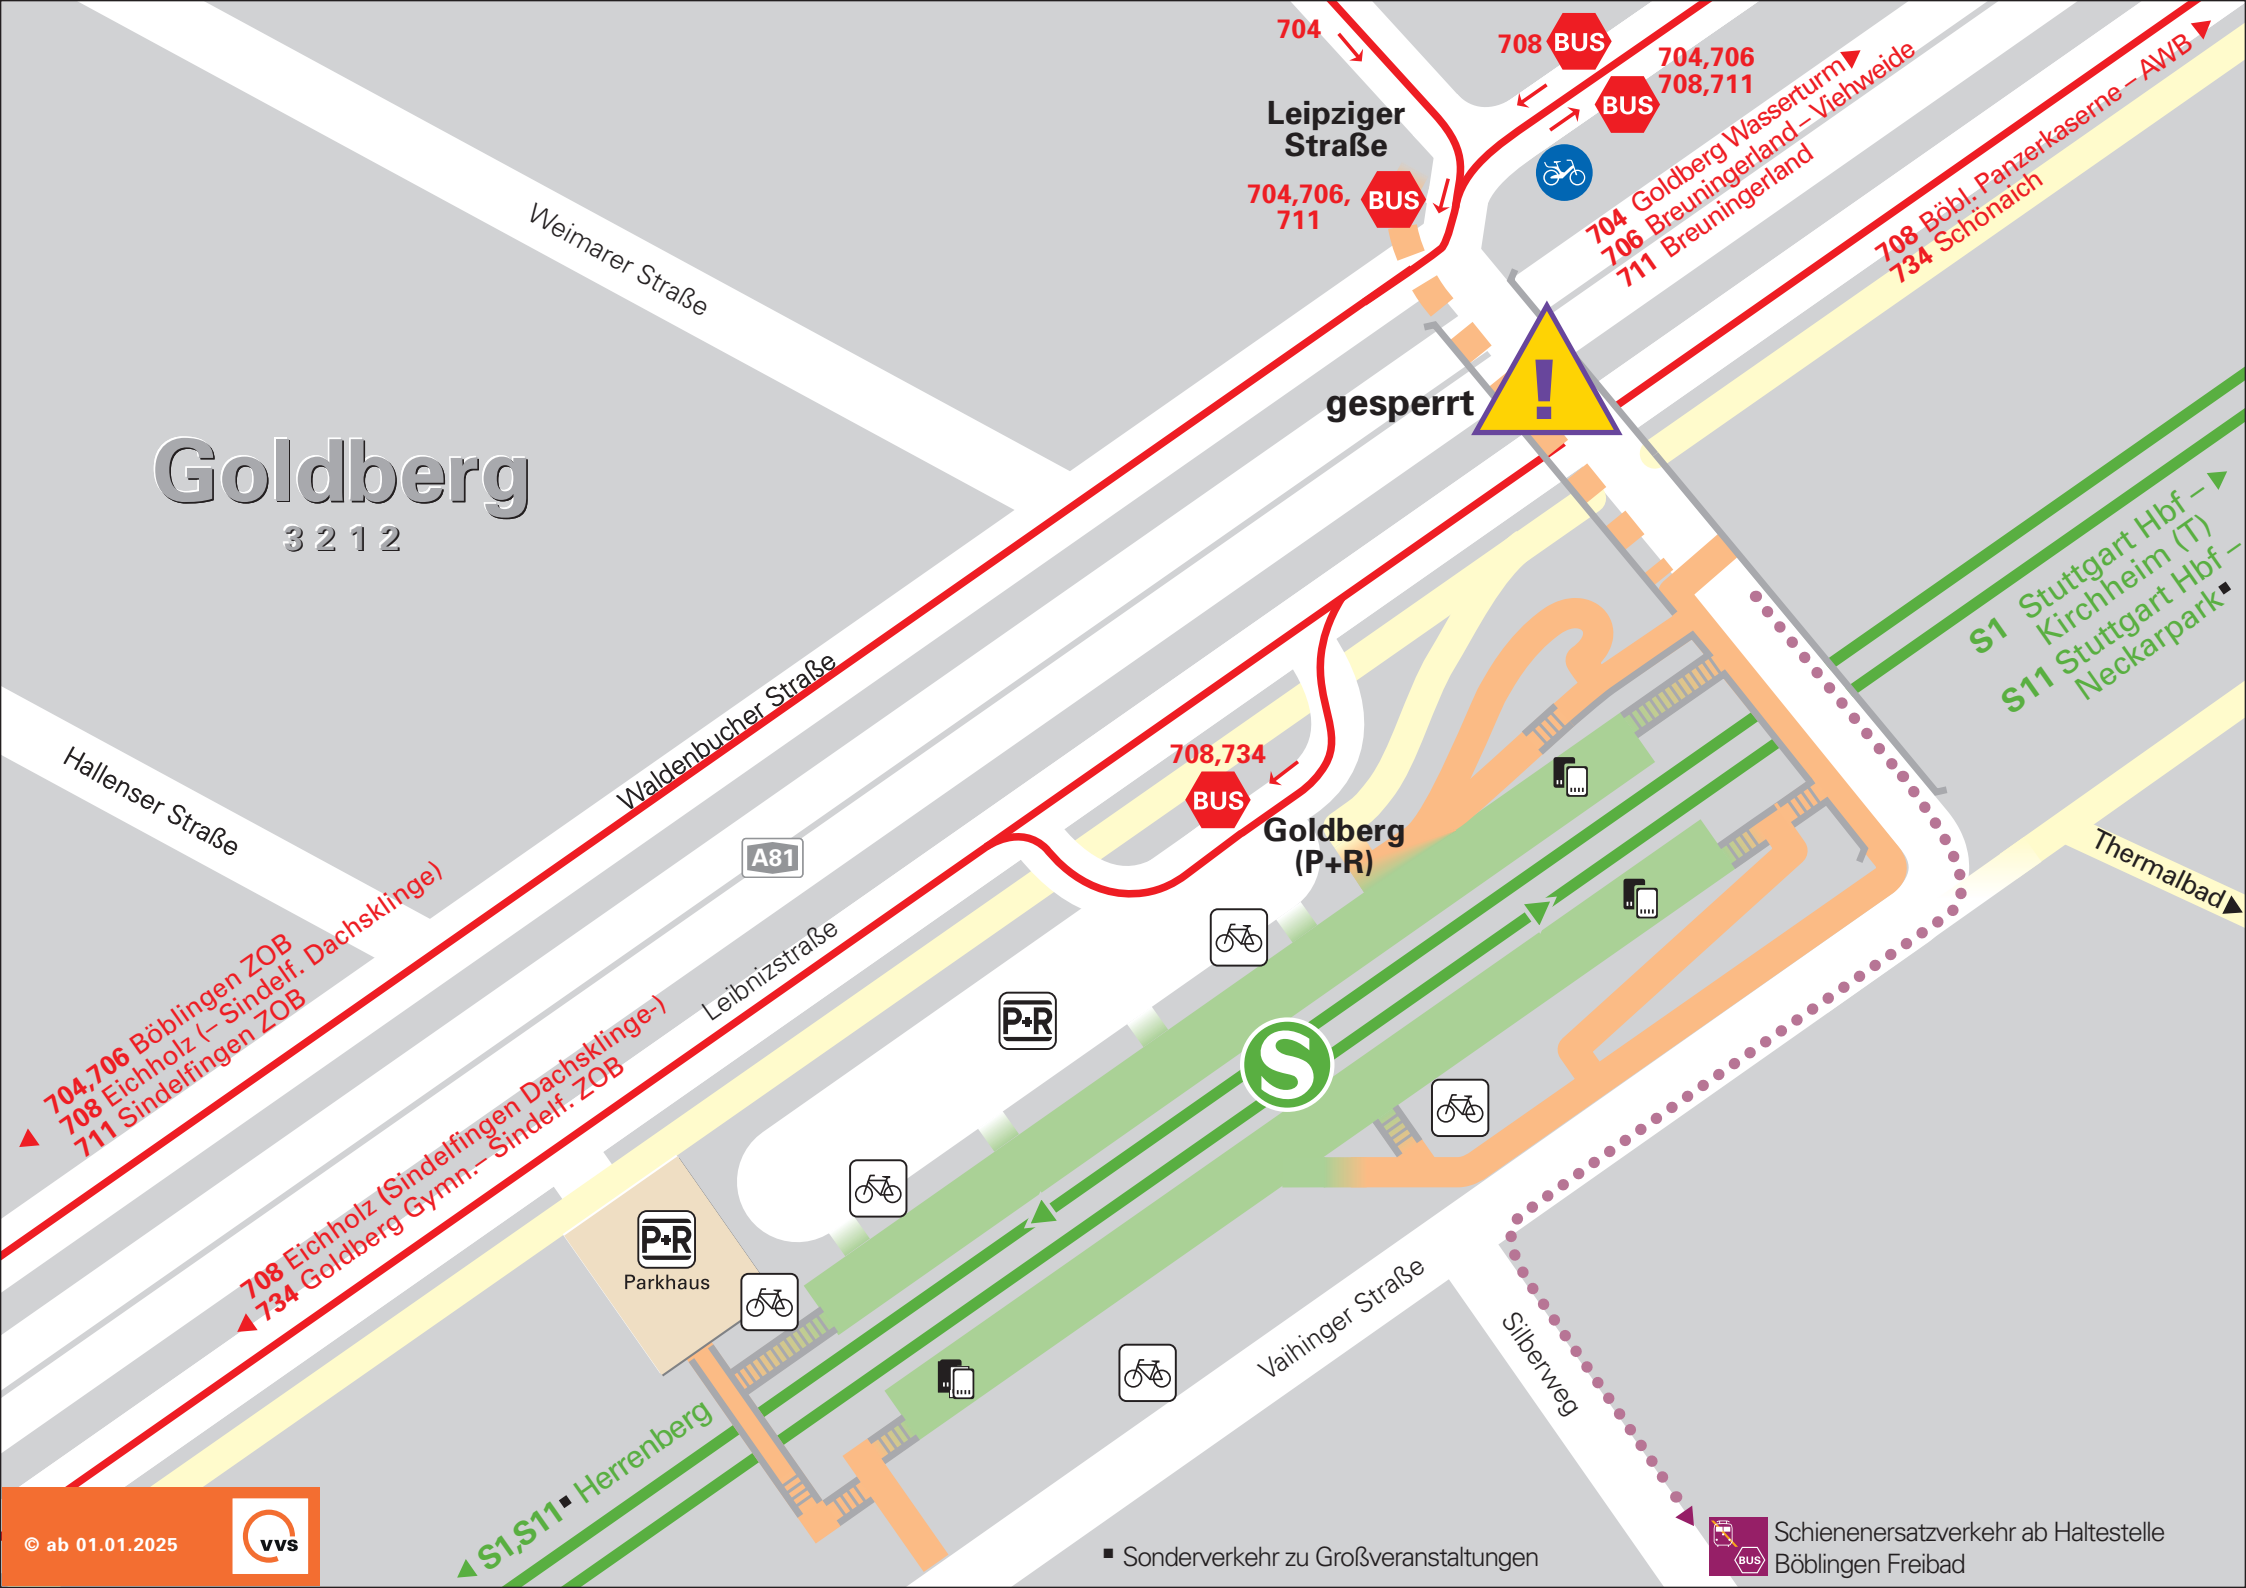 704
708
BUS
704,706
708,711
BUS
Leipziger
Straße
704,706,
711
BUS
704 Goldberg Wasserturm
706 Breuningerland – Viehweide
711 Breuningerland
708 Böbl. Panzerkaserne – AWB
734 Schönaich
Weimarer Straße
gesperrt
!
Goldberg
3212
S1 Stuttgart Hbf –
Kirchheim (T)
S11 Stuttgart Hbf –
Neckarpark▪
Waldenbucher Straße
Hallenser Straße
A81
708,734
BUS
Goldberg
(P+R)
Thermalbad
704,706 Böblingen ZOB
708 Eichholz (– Sindelf. Dachsklinge)
711 Sindelfingen ZOB
Leibnizstraße
P+R
S
708 Eichholz (Sindelfingen Dachsklinge-)
734 Goldberg Gymn.– Sindelf. ZOB
P+R
Parkhaus
Vaihinger Straße
Silberweg
S1,S11▪ Herrenberg
© ab 01.01.2025
vvs
▪ Sonderverkehr zu Großveranstaltungen
BUS
Schienenersatzverkehr ab Haltestelle
Böblingen Freibad